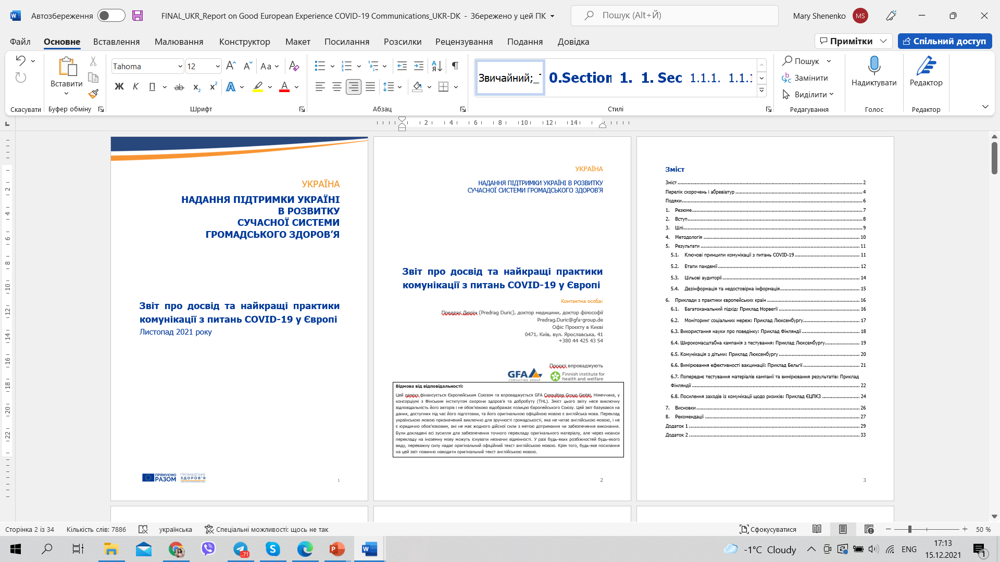 Автозбереження
FINAL_UKR_Report on Good European Experience COVID-19 Communications_UKR-DK - Збережено у цей ПК
Пошук (Alt+Й)
Mary Shenenko
MS
Файл Основне Вставлення Малювання Конструктор Макет Посилання Розсилки Рецензування Подання Довідка
Примітки
Спільний доступ
Вставити
Tahoma 12
Звичайний;_
0.Section
1. 1. Sec
1.1.1. 1.1.1
Пошук
Замінити
Виділити
Надиктувати
Редактор
Скасувати
Буфер обміну
Шрифт
Абзац
Стилі
Редагування
Голос
Редактор
2 4 6 8 10 12 14
2
4
6
8
10
12
14
16
18
20
22
УКРАЇНА
НАДАННЯ ПІДТРИМКИ УКРАЇНІ
В РОЗВИТКУ
СУЧАСНОЇ СИСТЕМИ
ГРОМАДСЬКОГО ЗДОРОВ’Я
Звіт про досвід та найкращі практики
комунікації з питань COVID-19 у Європі
Листопад 2021 року
ПРЯМУЄМО
РАЗОМ
ГРОМАДСЬКЕ
ЗДОРОВ'Я
1
УКРАЇНА
НАДАННЯ ПІДТРИМКИ УКРАЇНІ В РОЗВИТКУ
СУЧАСНОЇ СИСТЕМИ ГРОМАДСЬКОГО ЗДОРОВ’Я
Звіт про досвід та найкращі практики
комунікації з питань COVID-19 у Європі
Контактна особа:
Предраг Дюріч (Predrag Duric), доктор медицини, доктор філософії
Predrag.Duric@gfa-group.de
Офіс Проєкту в Києві
0471, Київ, вул. Ярославська, 41
+380 44 425 43 54
Проєкт впроваджують
GFA
CONSULTING GROUP
Finnish institute for
health and welfare
Відмова від відповідальності:
Цей проєкт фінансується Європейським Союзом та впроваджується GFA Consulting Group GmbH, Німеччина, у
консорціумі з Фінським інститутом охорони здоров’я та добробуту (THL). Зміст цього звіту несе виключну
відповідальність його авторів і не обов’язково відображає позицію Європейського Союзу. Цей звіт базувався на
даних, доступних під час його підготовки, та його оригінальною офіційною мовою є англійська мова. Переклад
українською мовою призначений виключно для зручності громадськості, яка не читає англійською мовою, і не
є юридично обов’язковим, ані не має жодного дійсної сили з метою дотримання чи забезпечення виконання.
Були докладені всі зусилля для забезпечення точного перекладу оригінального матеріалу, але через нюанси
перекладу на іноземну мову можуть існувати незначні відмінності. У разі будь-яких розбіжностей будь-якого
виду, переважну силу надає оригінальний офіційний текст англійською мовою. Крім того, будь-яке посилання
на цей звіт повинно наводити оригінальний текст англійською мовою.
2
Зміст
Зміст 2
Перелік скорочень і абревіатур 4
Подяки 6
1. Резюме 7
2. Вступ 8
3. Цілі 9
4. Методологія 10
5. Результати 11
5.1. Ключові принципи комунікації з питань COVID-19 11
5.2. Етапи пандемії 12
5.3. Цільові аудиторії 14
5.4. Дезінформація та недостовірна інформація 15
6. Приклади з практики європейських країн 16
6.1. Багатоканальний підхід: Приклад Норвегії 16
6.2. Моніторинг соціальних мереж: Приклад Люксембургу 17
6.3. Використання науки про поведінку: Приклад Фінляндії 18
6.4. Широкомасштабна кампанія з тестування: Приклад Люксембургу 19
6.5. Комунікація з дітьми: Приклад Люксембургу 20
6.6. Вимірювання ефективності вакцинації: Приклад Бельгії 21
6.7. Попереднє тестування матеріалів кампанії та вимірювання результатів: Приклад
Фінляндії 22
6.8. Посилення заходів із комунікації щодо ризиків: Приклад ЄЦПКЗ 24
7. Висновки 26
8. Рекомендації 27
Додаток 1 29
Додаток 2 33
3
Сторінка 2 із 34
Кількість слів: 7886
українська
Спеціальні можливості: щось не так
Сфокусуватися
50 %
..71
-1°C Cloudy
ENG
17:13
15.12.2021
1